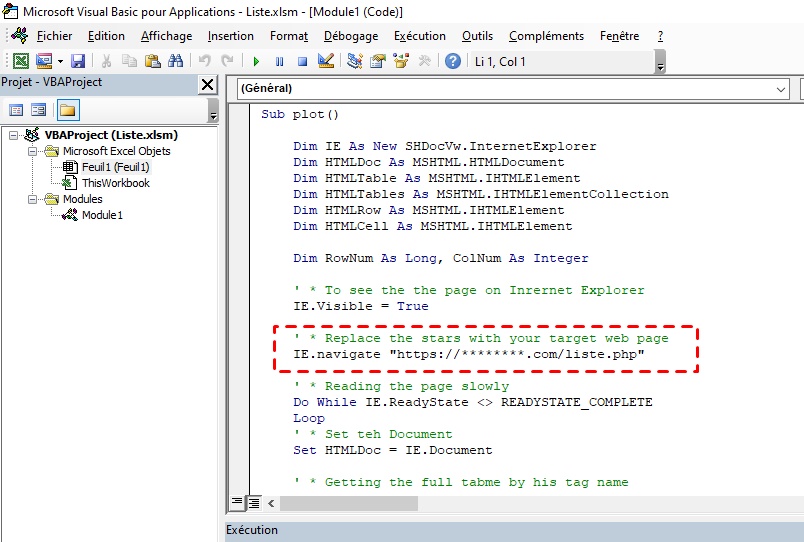 Microsoft Visual Basic pour Applications - Liste.xlsm - [Module1 (Code)]
Fichier Edition Affichage Insertion Format Débogage Exécution Outils Compléments Fenêtre ?
Li 1, Col 1
Projet - VBAProject
(Général)
VBAProject (Liste.xlsm)
Microsoft Excel Objets
Feuil1 (Feuil1)
ThisWorkbook
Modules
Module1
Sub plot()
Dim IE As New SHDocVw.InternetExplorer
Dim HTMLDoc As MSHTML.HTMLDocument
Dim HTMLTable As MSHTML.IHTMLElement
Dim HTMLTables As MSHTML.IHTMLElementCollection
Dim HTMLRow As MSHTML.IHTMLElement
Dim HTMLCell As MSHTML.IHTMLElement
Dim RowNum As Long, ColNum As Integer
' * To see the the page on Inrernet Explorer
IE.Visible = True
' * Replace the stars with your target web page
IE.navigate "https://********.com/liste.php"
' * Reading the page slowly
Do While IE.ReadyState <> READYSTATE_COMPLETE
Loop
' * Set teh Document
Set HTMLDoc = IE.Document
' * Getting the full tabme by his tag name
Exécution